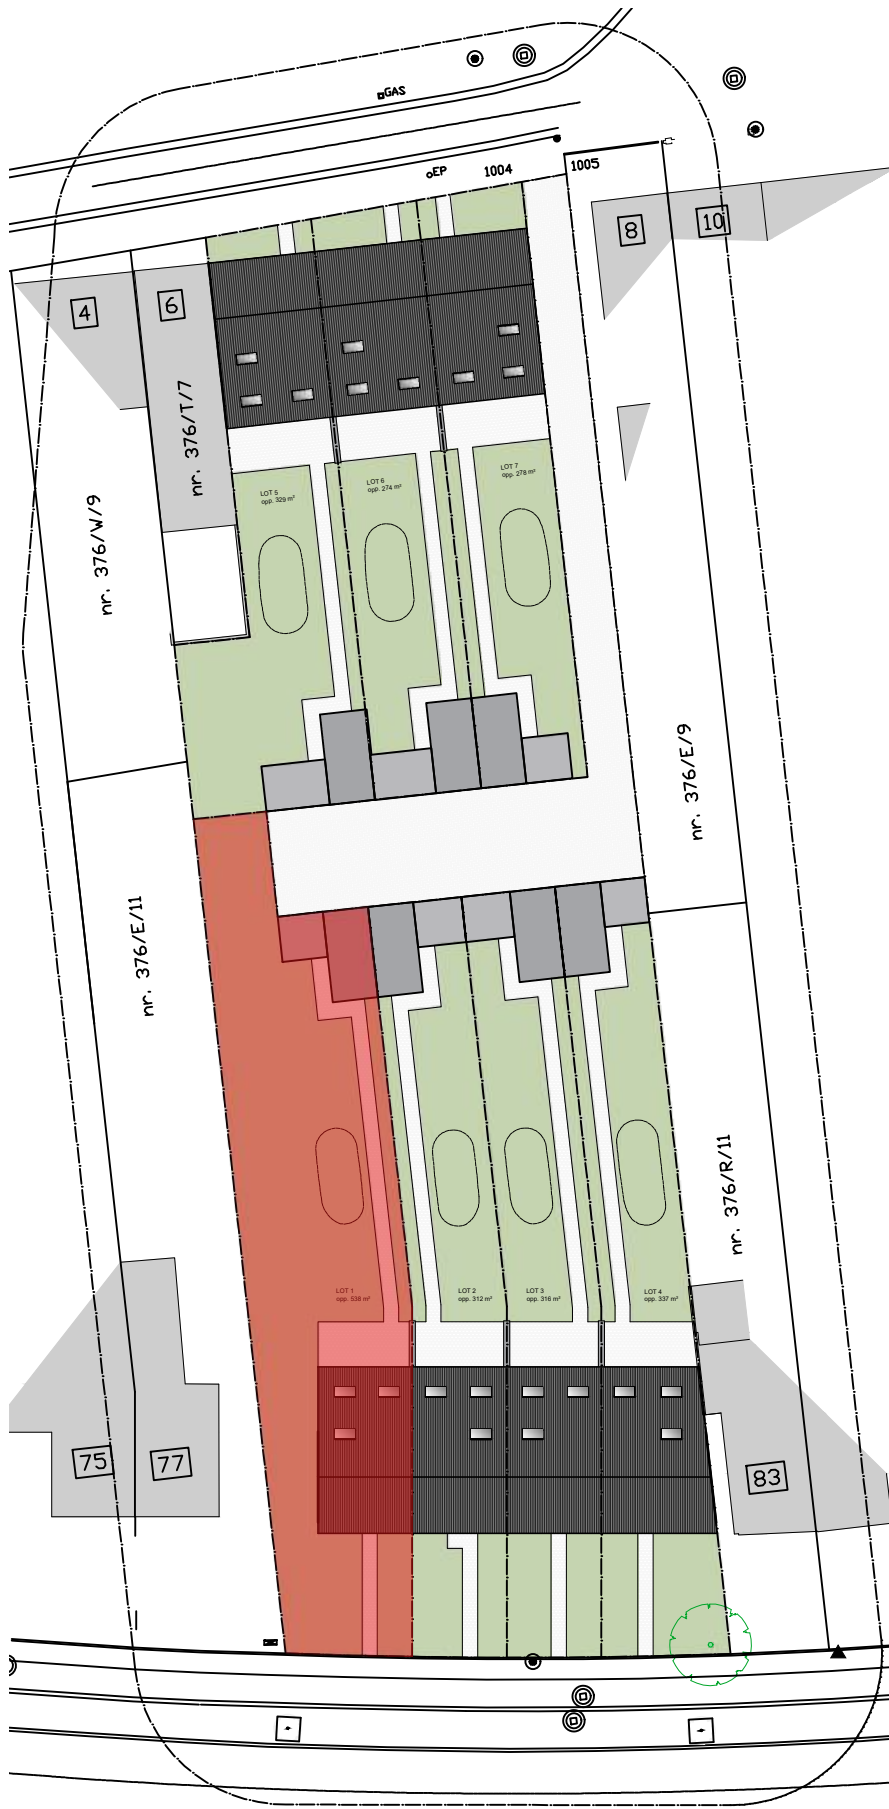 GAS
EP
1004
1005
8
10
4
6
nr. 376/T/7
nr. 376/W/9
LOT 5
opp. 329 m²
LOT 6
opp. 274 m²
LOT 7
opp. 278 m²
nr. 376/E/9
nr. 376/E/11
nr. 376/R/11
LOT 1
opp. 538 m²
LOT 2
opp. 312 m²
LOT 3
opp. 316 m²
LOT 4
opp. 337 m²
75
77
83